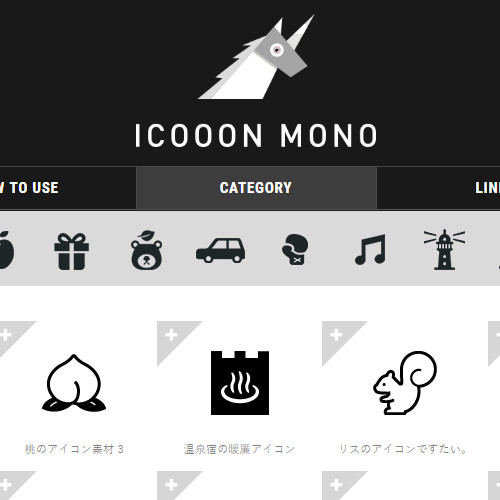 ICOOON MONO
TO USE
CATEGORY
桃のアイコン素材 3
温泉宿の暖簾アイコン
リスのアイコンですたい。